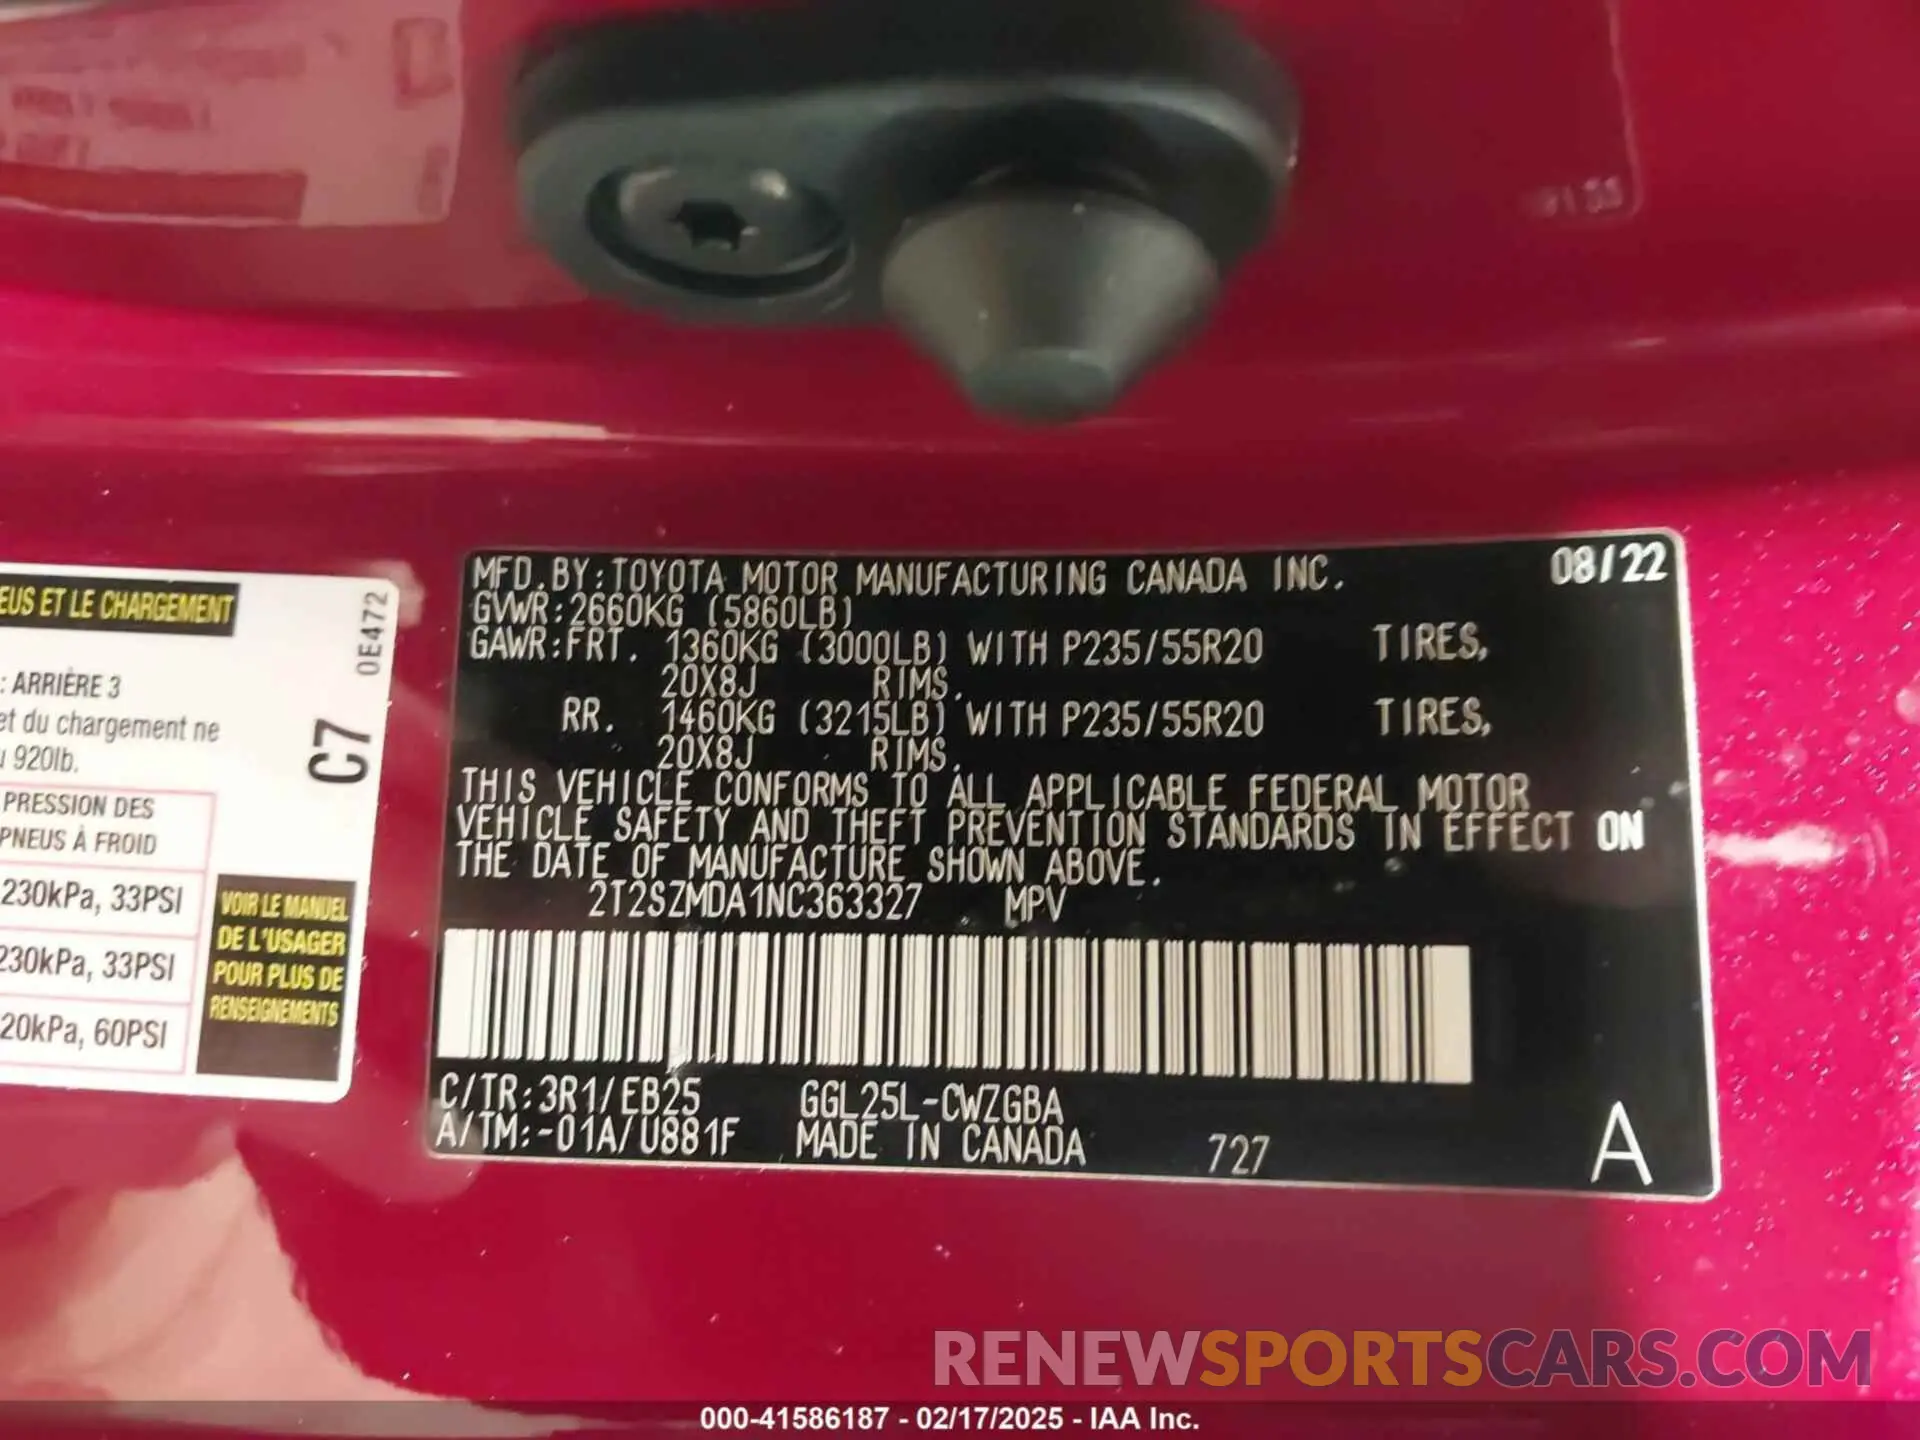 EUS ET LE CHARGEMENT
0E472
: ARRIÈRE 3
et du chargement ne
920lb.
C7
PRESSION DES
PNEUS À FROID
230kPa, 33PSI
230kPa, 33PSI
20kPa, 60PSI
VOIR LE MANUEL
DE L'USAGER
POUR PLUS DE
RENSEIGNEMENTS
MFD.BY:TOYOTA MOTOR MANUFACTURING CANADA INC. 08/22
GVWR:2660KG (5860LB)
GAWR:FRT. 1360KG (3000LB) WITH P235/55R20 TIRES,
20X8J RIMS.
RR. 1460KG (3215LB) WITH P235/55R20 TIRES,
20X8J RIMS.
THIS VEHICLE CONFORMS TO ALL APPLICABLE FEDERAL MOTOR
VEHICLE SAFETY AND THEFT PREVENTION STANDARDS IN EFFECT ON
THE DATE OF MANUFACTURE SHOWN ABOVE.
2T2SZMDA1NC363327 MPV
C/TR:3R1/EB25 GGL25L-CWZGBA
A/TM:-01A/U881F MADE IN CANADA 727 A
RENEWSPORTSCARS.COM
000-41586187 - 02/17/2025 - IAA Inc.